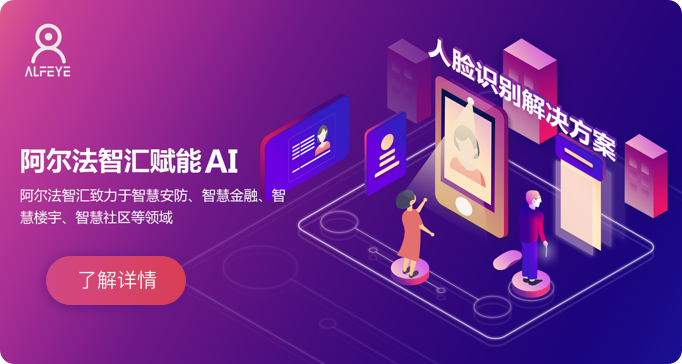 ALFEYE
人脸识别解决方案
阿尔法智汇赋能AI
阿尔法智汇致力于智慧安防、智慧金融、智
慧楼宇、智慧社区等领域
了解详情